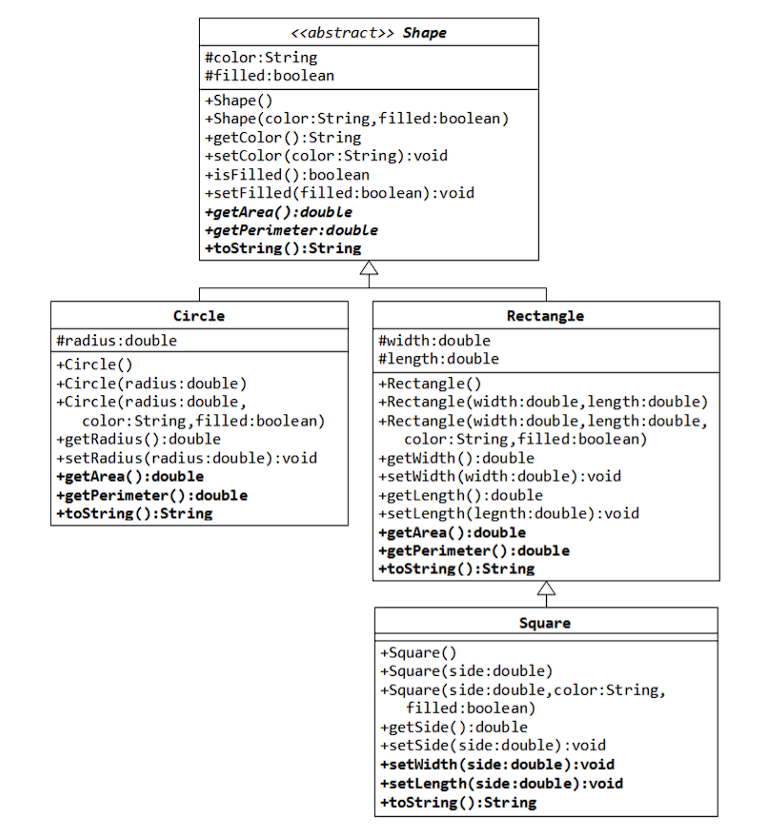 <<abstract>> Shape
#color:String
#filled:boolean
+Shape()
+Shape(color:String,filled:boolean)
+getColor():String
+setColor(color:String):void
+isFilled():boolean
+setFilled(filled:boolean):void
+getArea():double
+getPerimeter:double
+toString():String
Circle
#radius:double
+Circle()
+Circle(radius:double)
+Circle(radius:double,
color:String,filled:boolean)
+getRadius():double
+setRadius(radius:double):void
+getArea():double
+getPerimeter():double
+toString():String
Rectangle
#width:double
#length:double
+Rectangle()
+Rectangle(width:double,length:double)
+Rectangle(width:double,length:double,
color:String,filled:boolean)
+getWidth():double
+setWidth(width:double):void
+getLength():double
+setLength(legnth:double):void
+getArea():double
+getPerimeter():double
+toString():String
Square
+Square()
+Square(side:double)
+Square(side:double,color:String,
filled:boolean)
+getSide():double
+setSide(side:double):void
+setWidth(side:double):void
+setLength(side:double):void
+toString():String